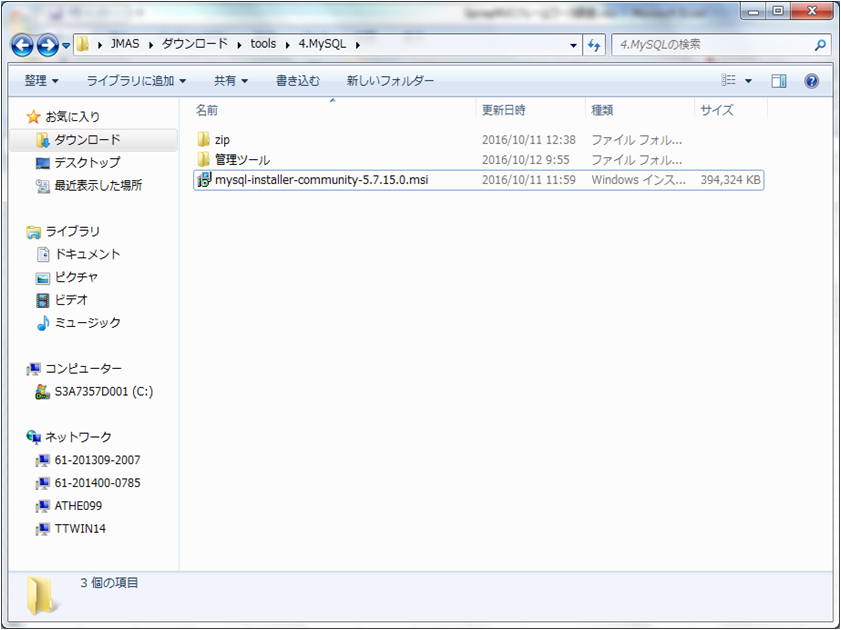 JMAS ▸ ダウンロード ▸ tools ▸ 4.MySQL ▸
4.MySQLの検索
整理 ライブラリに追加 共有 書き込む 新しいフォルダー
お気に入り
ダウンロード
デスクトップ
最近表示した場所
ライブラリ
ドキュメント
ピクチャ
ビデオ
ミュージック
コンピューター
S3A7357D001 (C:)
ネットワーク
61-201309-2007
61-201400-0785
ATHE099
TTWIN14
名前 更新日時 種類 サイズ
zip 2016/10/11 12:38 ファイル フォル...
管理ツール 2016/10/12 9:55 ファイル フォル...
mysql-installer-community-5.7.15.0.msi 2016/10/11 11:59 Windows インス... 394,324 KB
3 個の項目